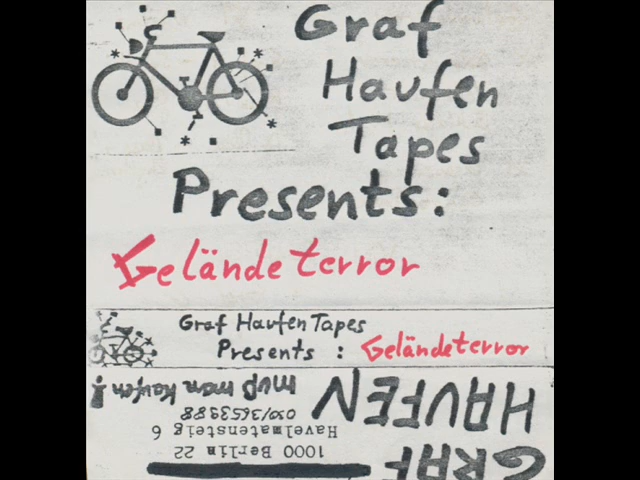 Graf
Haufen
Tapes
Presents:
Geländeterror
Graf Haufen Tapes
Presents : Geländeterror
GRAF
HAUFEN
1000 Berlin 22
Havelmatensteig 6
030/3653988
muß man kaufen!